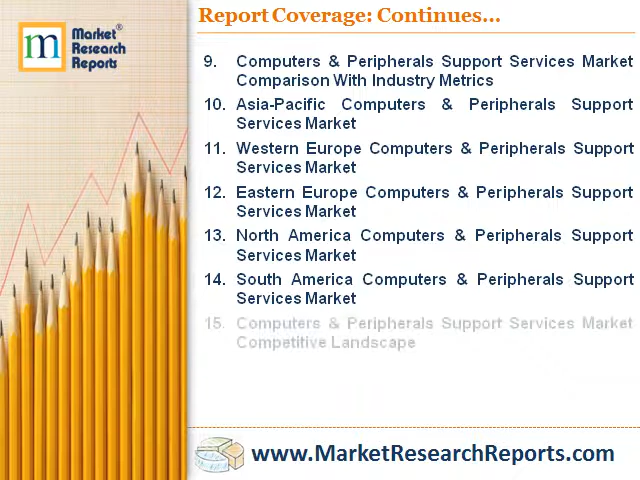 Report Coverage: Continues...
m
Market®
Research
Reports
9. Computers & Peripherals Support Services Market
Comparison With Industry Metrics
10. Asia-Pacific Computers & Peripherals Support
Services Market
11. Western Europe Computers & Peripherals Support
Services Market
12. Eastern Europe Computers & Peripherals Support
Services Market
13. North America Computers & Peripherals Support
Services Market
14. South America Computers & Peripherals Support
Services Market
15. Computers & Peripherals Support Services Market
Competitive Landscape
www.MarketResearchReports.com